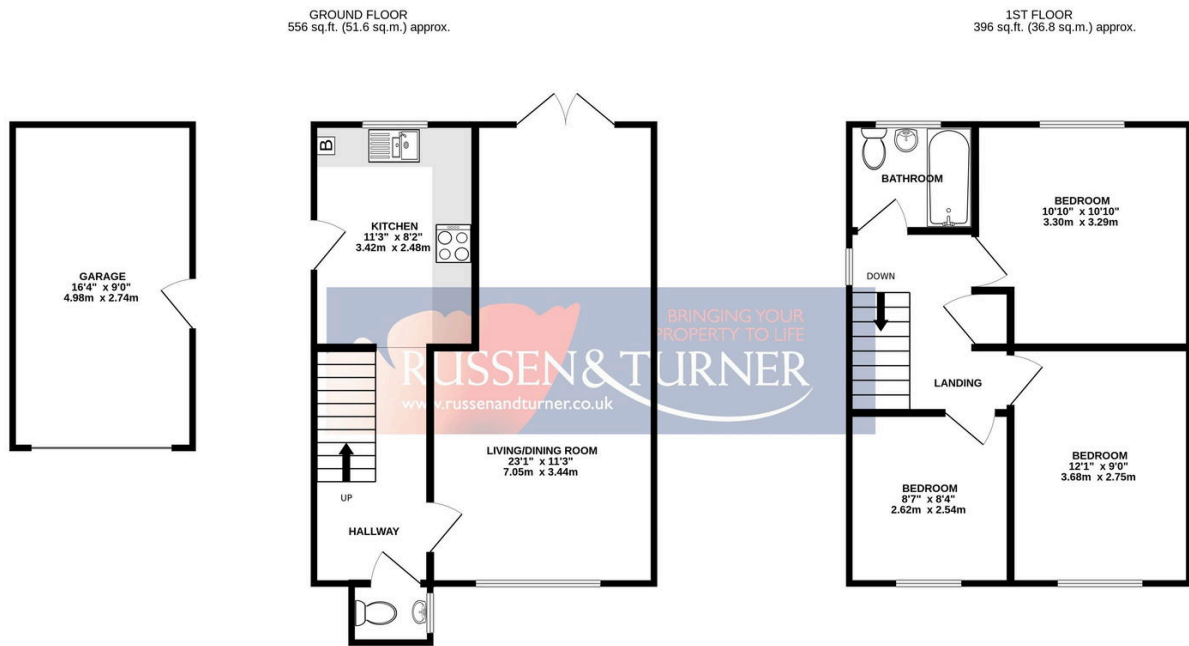 GROUND FLOOR
556 sq.ft. (51.6 sq.m.) approx.
1ST FLOOR
396 sq.ft. (36.8 sq.m.) approx.
GARAGE
16'4" x 9'0"
4.98m x 2.74m
B
KITCHEN
11'3" x 8'2"
3.42m x 2.48m
UP
HALLWAY
LIVING/DINING ROOM
23'1" x 11'3"
7.05m x 3.44m
BATHROOM
BEDROOM
10'10" x 10'10"
3.30m x 3.29m
DOWN
LANDING
BEDROOM
8'7" x 8'4"
2.62m x 2.54m
BEDROOM
12'1" x 9'0"
3.68m x 2.75m
BRINGING YOUR
PROPERTY TO LIFE
RUSSEN & TURNER
www.russenandturner.co.uk